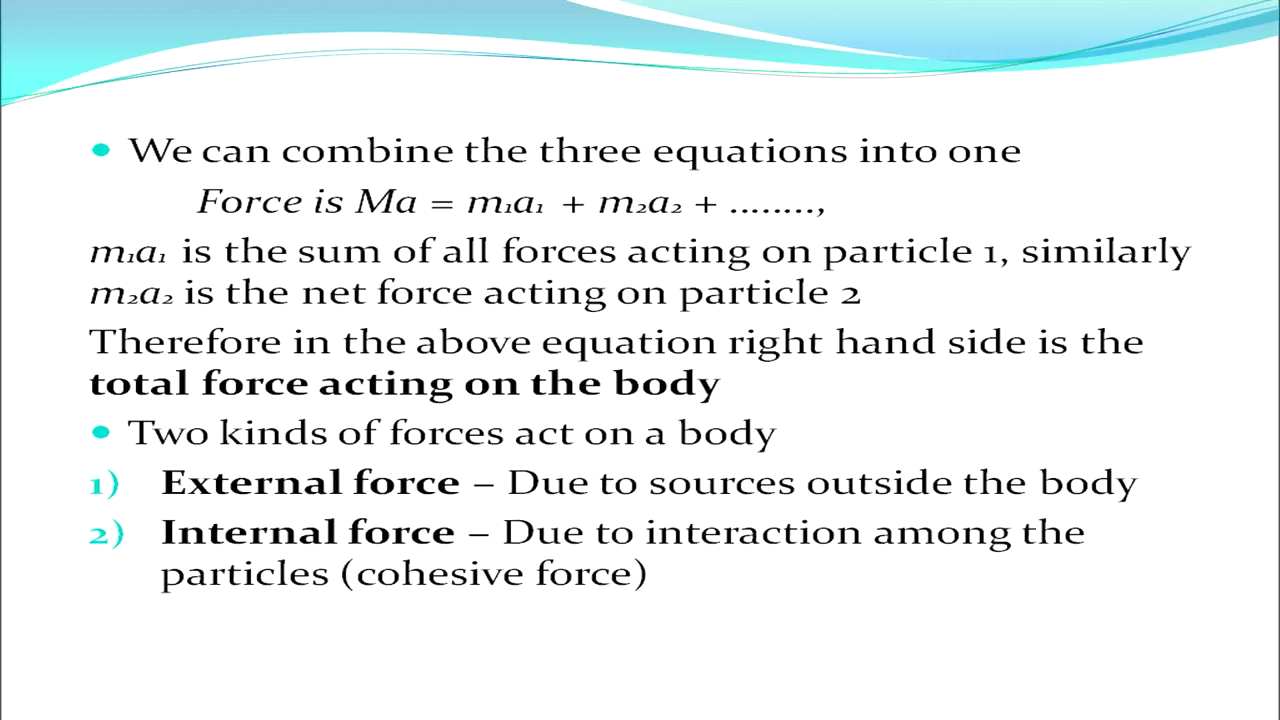 • We can combine the three equations into one
Force is Ma = m₁a₁ + m₂a₂ + ........,
m₁a₁ is the sum of all forces acting on particle 1, similarly
m₂a₂ is the net force acting on particle 2
Therefore in the above equation right hand side is the
total force acting on the body
• Two kinds of forces act on a body
1) External force – Due to sources outside the body
2) Internal force – Due to interaction among the
particles (cohesive force)